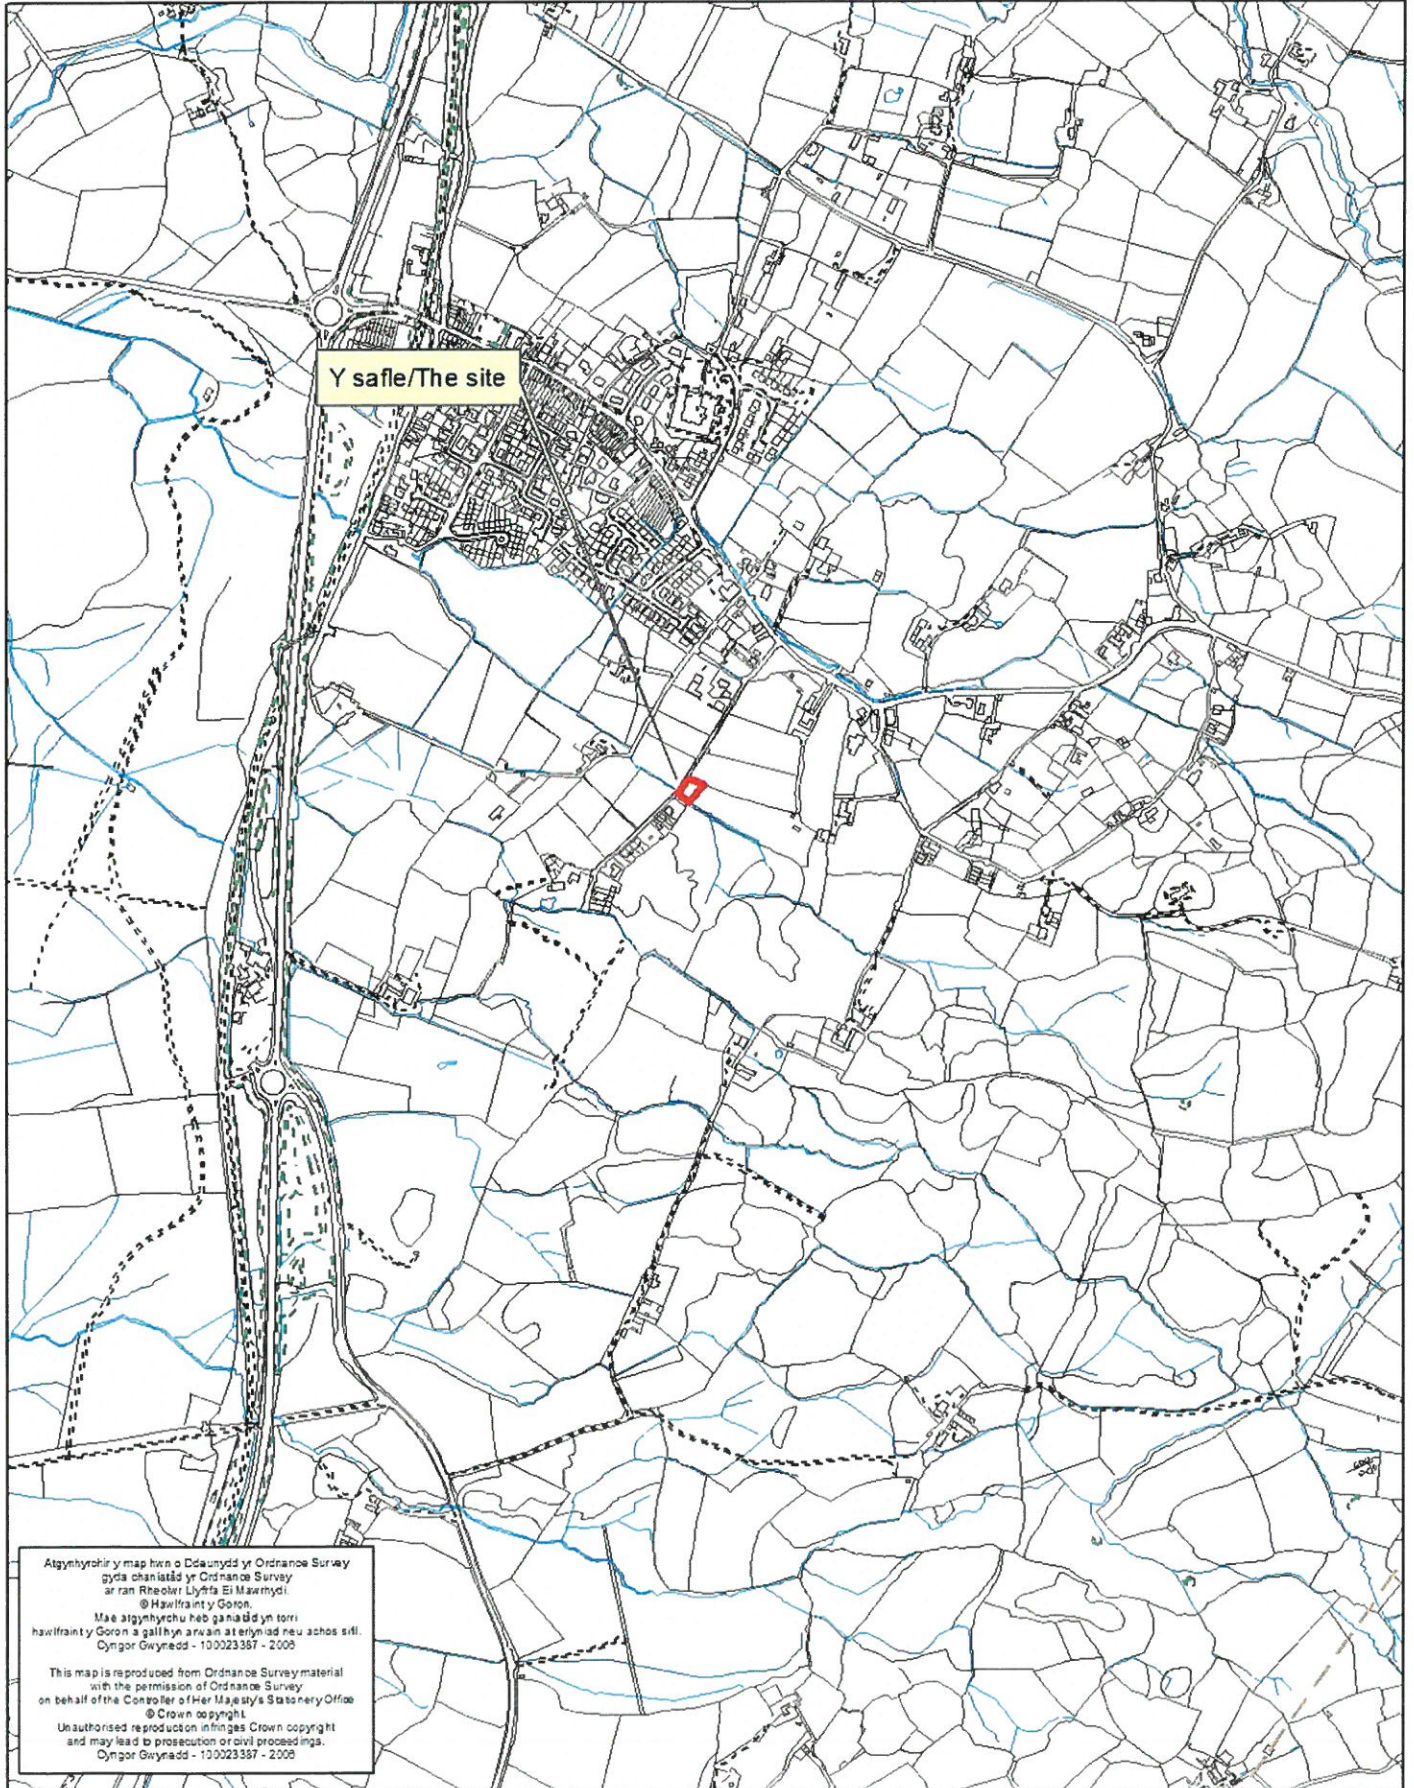 Y safle/The site
Atgynhyrchir y map hwn o Ddeunydd yr Ordnance Survey
gyda chaniatâd yr Ordnance Survey
ar ran Rheolwr Llyfrfa Ei Mawrhydi.
© Hawlfraint y Goron.
Mae atgynhyrchu heb ganiatâd yn torri
hawlfraint y Goron a gall hyn arwain at erlyniad neu achos sifil.
Cyngor Gwynedd - 100023387 - 2008
This map is reproduced from Ordnance Survey material
with the permission of Ordnance Survey
on behalf of the Controller of Her Majesty's Stationery Office
© Crown copyright.
Unauthorised reproduction infringes Crown copyright
and may lead to prosecution or civil proceedings.
Cyngor Gwynedd - 100023387 - 2008